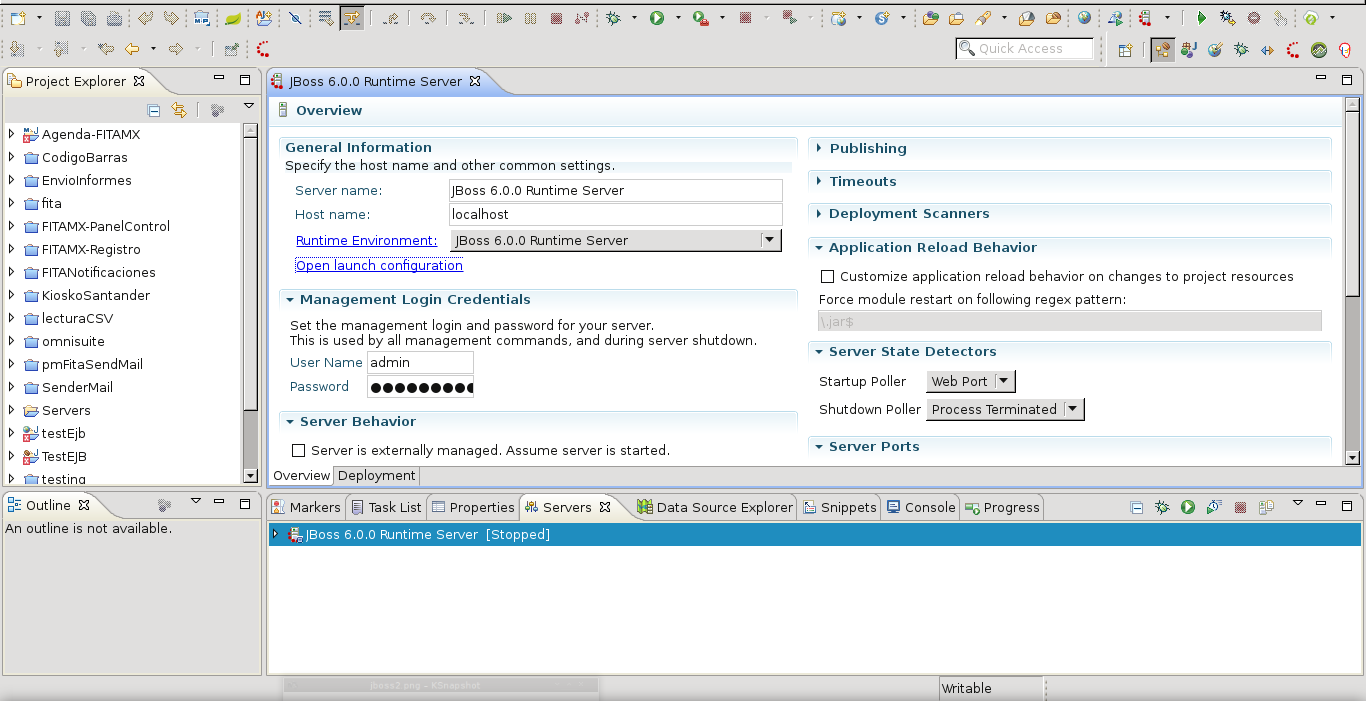 Quick Access
Project Explorer
Agenda-FITAMX
CodigoBarras
EnvioInformes
fita
FITAMX-PanelControl
FITAMX-Registro
FITANotificaciones
KioskoSantander
lecturaCSV
omnisuite
pmFitaSendMail
SenderMail
Servers
testEjb
TestEJB
testing
JBoss 6.0.0 Runtime Server
Overview
General Information
Specify the host name and other common settings.
Server name: JBoss 6.0.0 Runtime Server
Host name: localhost
Runtime Environment: JBoss 6.0.0 Runtime Server
Open launch configuration
Management Login Credentials
Set the management login and password for your server.
This is used by all management commands, and during server shutdown.
User Name admin
Password ●●●●●●●●●
Server Behavior
Server is externally managed. Assume server is started.
Publishing
Timeouts
Deployment Scanners
Application Reload Behavior
Customize application reload behavior on changes to project resources
Force module restart on following regex pattern:
\.jar$
Server State Detectors
Startup Poller Web Port
Shutdown Poller Process Terminated
Server Ports
Overview Deployment
Outline
An outline is not available.
Markers Task List Properties Servers Data Source Explorer Snippets Console Progress
JBoss 6.0.0 Runtime Server [Stopped]
jboss2.png – KSnapshot
Writable